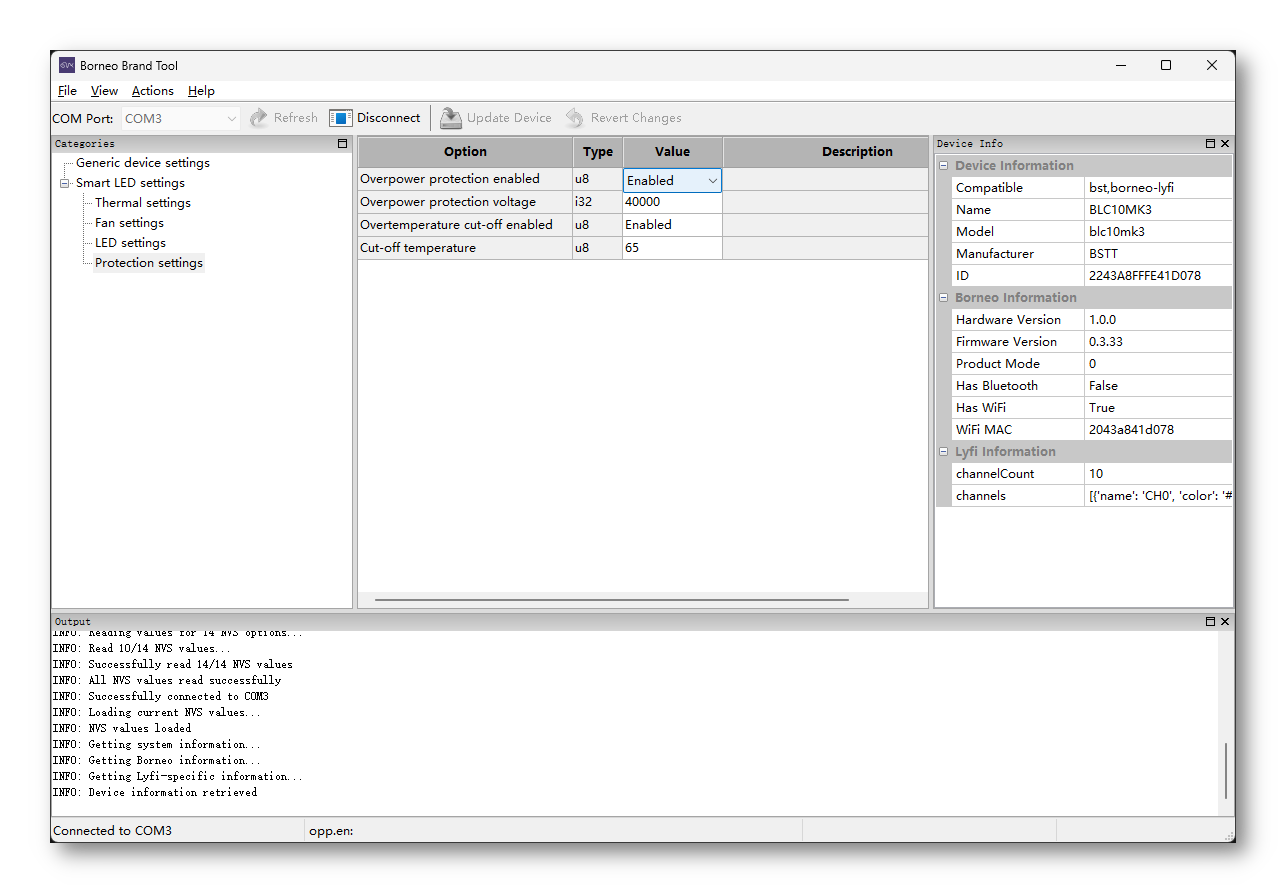 Borneo Brand Tool
File View Actions Help
COM Port: COM3 Refresh Disconnect Update Device Revert Changes
Categories
Generic device settings
Smart LED settings
Thermal settings
Fan settings
LED settings
Protection settings
Option Type Value Description
Overpower protection enabled u8 Enabled
Overpower protection voltage i32 40000
Overtemperature cut-off enabled u8 Enabled
Cut-off temperature u8 65
Device Info
Device Information
Compatible bst,borneo-lyfi
Name BLC10MK3
Model blc10mk3
Manufacturer BSTT
ID 2243A8FFFE41D078
Borneo Information
Hardware Version 1.0.0
Firmware Version 0.3.33
Product Mode 0
Has Bluetooth False
Has WiFi True
WiFi MAC 2043a841d078
Lyfi Information
channelCount 10
channels [{'name': 'CH0', 'color': '#
Output
INFO: Reading values for 14 NVS options...
INFO: Read 10/14 NVS values...
INFO: Successfully read 14/14 NVS values
INFO: All NVS values read successfully
INFO: Successfully connected to COM3
INFO: Loading current NVS values...
INFO: NVS values loaded
INFO: Getting system information...
INFO: Getting Borneo information...
INFO: Getting Lyfi-specific information...
INFO: Device information retrieved
Connected to COM3 opp.en: